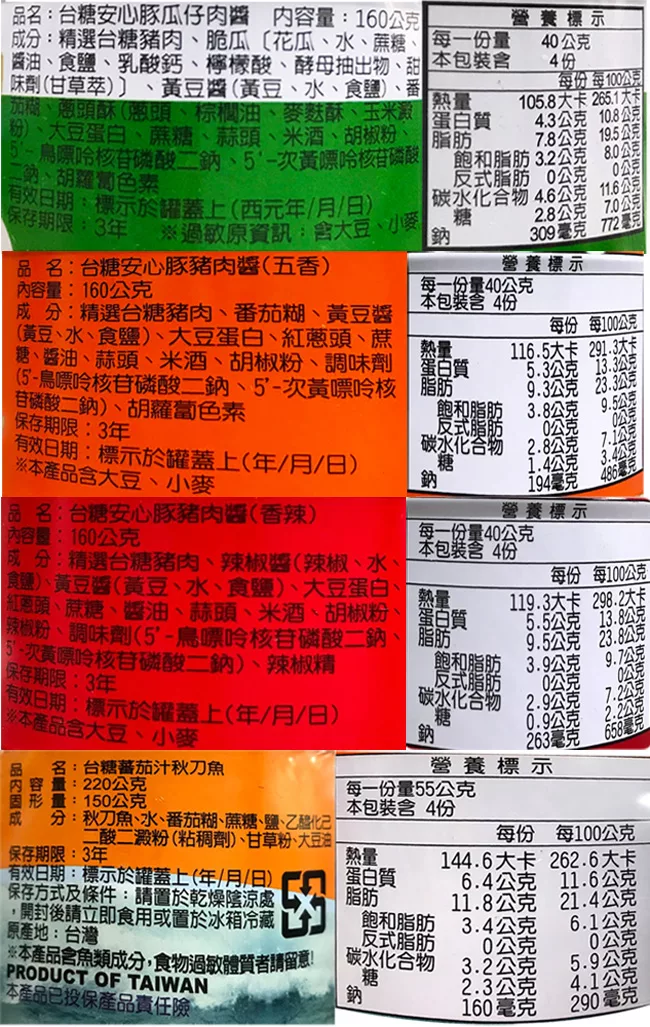 品名：台糖安心豚瓜仔肉醬　內容量：160公克
成分：精選台糖豬肉、脆瓜〔花瓜、水、蔗糖、
醬油、食鹽、乳酸鈣、檸檬酸、酵母抽出物、甜
味劑(甘草萃)〕、黃豆醬(黃豆、水、食鹽)、番
茄糊、蔥頭酥(蔥頭、棕櫚油、麥麩酥、玉米澱
粉)、大豆蛋白、蔗糖、蒜頭、米酒、胡椒粉、
5'-鳥嘌呤核苷磷酸二鈉、5'-次黃嘌呤核苷磷酸
二鈉、胡蘿蔔色素
有效日期：標示於罐蓋上(西元年/月/日)
保存期限：3年　※過敏原資訊：含大豆、小麥
營養標示
每一份量 40公克
本包裝含 4份
每份 每100公克
熱量 105.8大卡 265.1大卡
蛋白質 4.3公克 10.8公克
脂肪 7.8公克 19.5公克
飽和脂肪 3.2公克 8.0公克
反式脂肪 0公克 0公克
碳水化合物 4.6公克 11.6公克
糖 2.8公克 7.0公克
鈉 309毫克 772毫克
品 名：台糖安心豚豬肉醬(五香)
內容量：160公克
成 分：精選台糖豬肉、番茄糊、黃豆醬
(黃豆、水、食鹽)、大豆蛋白、紅蔥頭、蔗
糖、醬油、蒜頭、米酒、胡椒粉、調味劑
(5'-鳥嘌呤核苷磷酸二鈉、5'-次黃嘌呤核
苷磷酸二鈉)、胡蘿蔔色素
保存期限：3年
有效日期：標示於罐蓋上(年/月/日)
※本產品含大豆、小麥
營養標示
每一份量40公克
本包裝含 4份
每份 每100公克
熱量 116.5大卡 291.3大卡
蛋白質 5.3公克 13.3公克
脂肪 9.3公克 23.3公克
飽和脂肪 3.8公克 9.5公克
反式脂肪 0公克 0公克
碳水化合物 2.8公克 7.1公克
糖 1.4公克 3.4公克
鈉 194毫克 486毫克
品 名：台糖安心豚豬肉醬(香辣)
內容量：160公克
成 分：精選台糖豬肉、辣椒醬(辣椒、水、
食鹽)、黃豆醬(黃豆、水、食鹽)、大豆蛋白、
紅蔥頭、蔗糖、醬油、蒜頭、米酒、胡椒粉、
辣椒粉、調味劑(5'-鳥嘌呤核苷磷酸二鈉、
5'-次黃嘌呤核苷磷酸二鈉)、辣椒精
保存期限：3年
有效日期：標示於罐蓋上(年/月/日)
※本產品含大豆、小麥
營養標示
每一份量40公克
本包裝含 4份
每份 每100公克
熱量 119.3大卡 298.2大卡
蛋白質 5.5公克 13.8公克
脂肪 9.5公克 23.8公克
飽和脂肪 3.9公克 9.7公克
反式脂肪 0公克 0公克
碳水化合物 2.9公克 7.2公克
糖 0.9公克 2.2公克
鈉 263毫克 658毫克
品 名：台糖蕃茄汁秋刀魚
內 容 量：220公克
固 形 量：150公克
成 分：秋刀魚、水、番茄糊、蔗糖、鹽、乙醯化己
二酸二澱粉(粘稠劑)、甘草粉、大豆油
保存期限：3年
有效日期：標示於罐蓋上(年/月/日)
保存方式及條件：請置於乾燥陰涼處
，開封後請立即食用或置於冰箱冷藏
原產地：台灣
※本產品含魚類成分，食物過敏體質者請留意!
PRODUCT OF TAIWAN
本產品已投保產品責任險
營養標示
每一份量55公克
本包裝含 4份
每份 每100公克
熱量 144.6大卡 262.6大卡
蛋白質 6.4公克 11.6公克
脂肪 11.8公克 21.4公克
飽和脂肪 3.4公克 6.1公克
反式脂肪 0公克 0公克
碳水化合物 3.2公克 5.9公克
糖 2.3公克 4.1公克
鈉 160毫克 290毫克